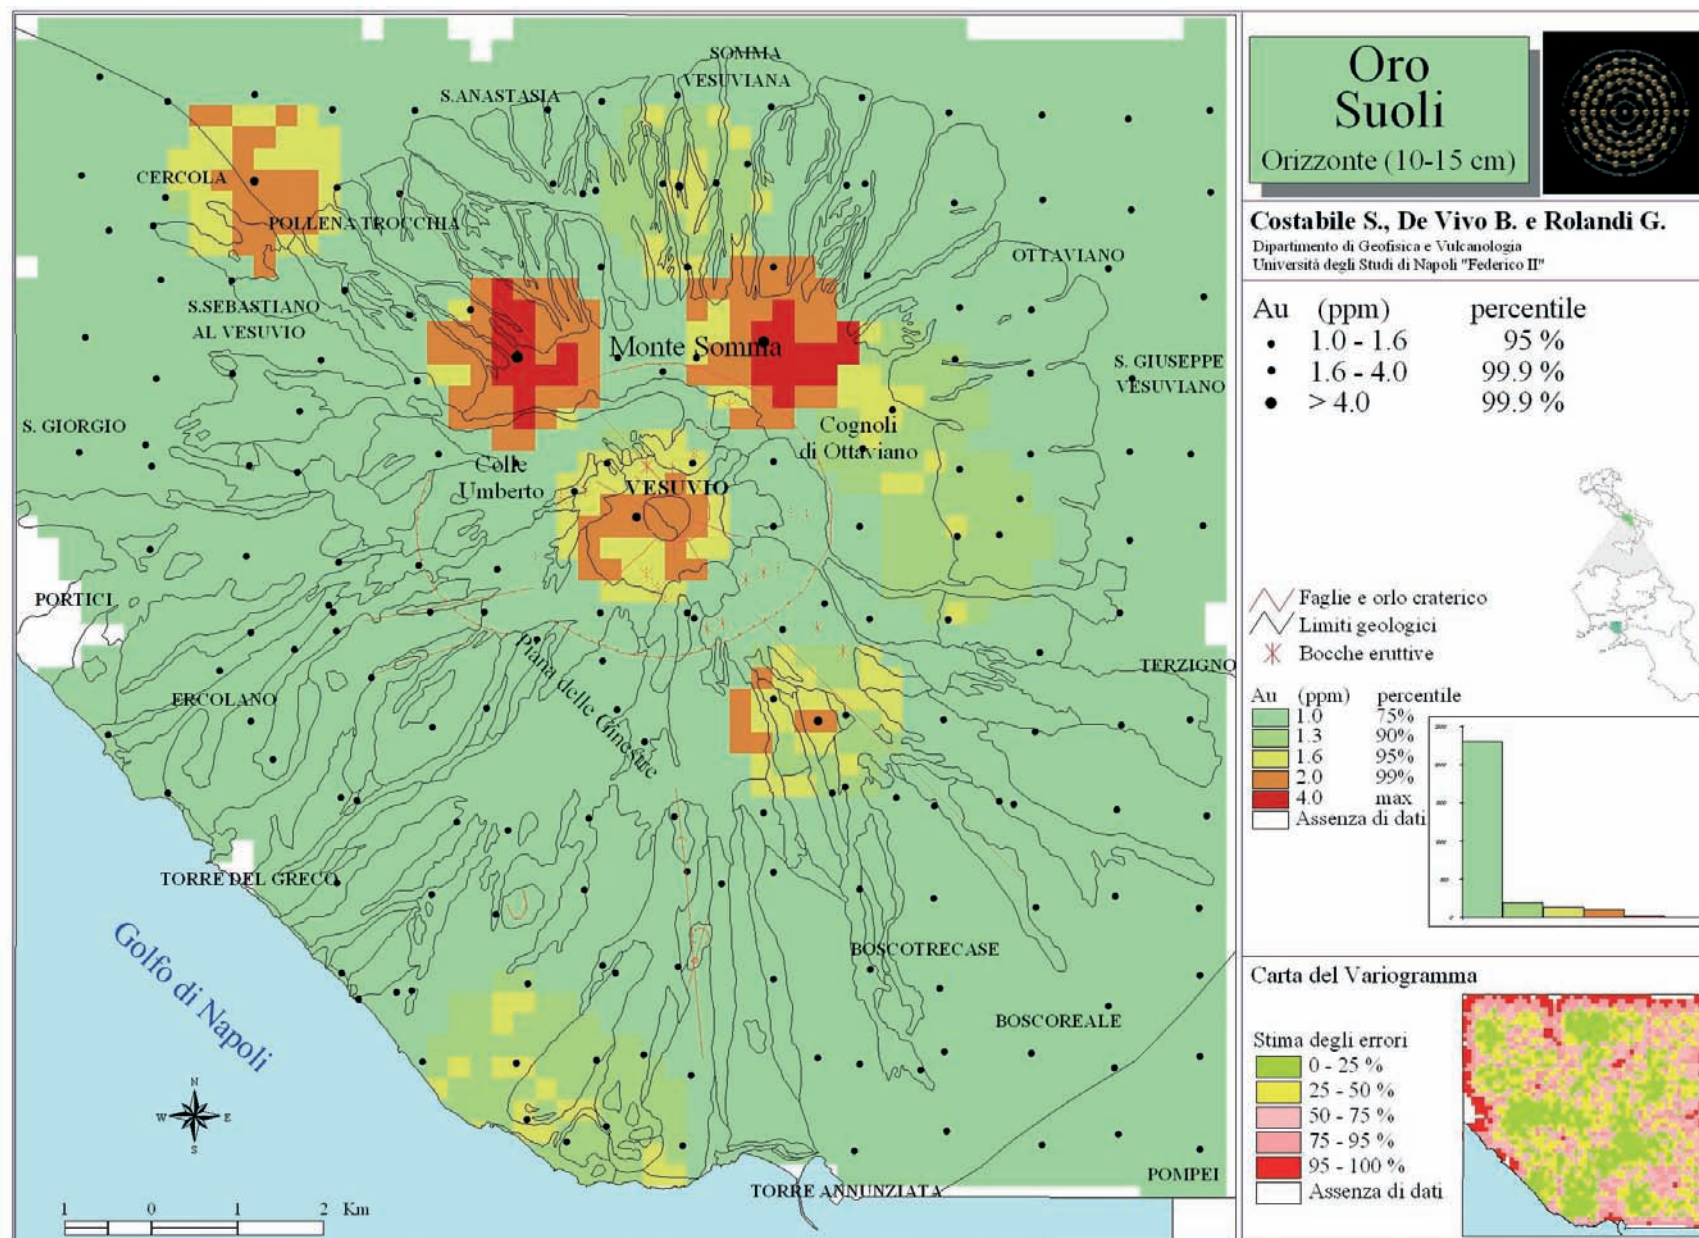 SOMMA
VESUVIANA
S.ANASTASIA
CERCOLA
POLLENA TROCCHIA
OTTAVIANO
S.SEBASTIANO
AL VESUVIO
Monte Somma
S. GIUSEPPE
VESUVIANO
S. GIORGIO
Cognoli
di Ottaviano
Colle
Umberto
VESUVIO
PORTICI
Piana delle Ginestre
TERZIGNO
ERCOLANO
TORRE DEL GRECO
Golfo di Napoli
BOSCOTRECASE
BOSCOREALE
N
W E
S
POMPEI
TORRE ANNUNZIATA
1 0 1 2 Km
Oro
Suoli
Orizzonte (10-15 cm)
Costabile S., De Vivo B. e Rolandi G.
Dipartimento di Geofisica e Vulcanologia
Università degli Studi di Napoli "Federico II"
Au (ppm) percentile
1.0 - 1.6 95 %
1.6 - 4.0 99.9 %
> 4.0 99.9 %
Faglie e orlo craterico
Limiti geologici
Bocche eruttive
Au (ppm) percentile
1.0 75%
1.3 90%
1.6 95%
2.0 99%
4.0 max
Assenza di dati
Carta del Variogramma
Stima degli errori
0 - 25 %
25 - 50 %
50 - 75 %
75 - 95 %
95 - 100 %
Assenza di dati